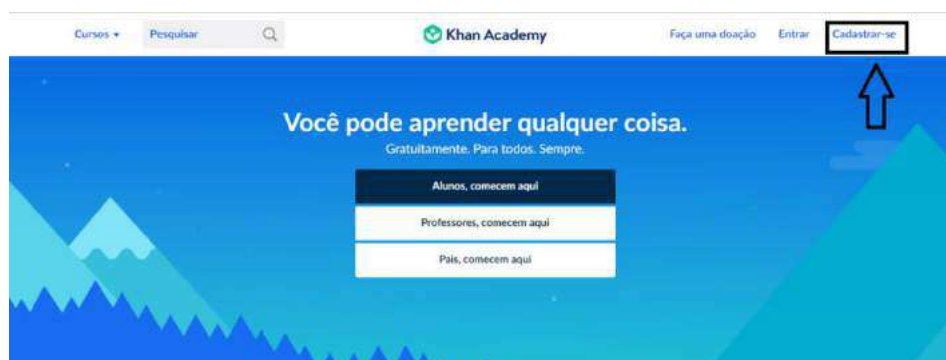 Cursos
Pesquisar
Khan Academy
Faça uma doação
Entrar
Cadastrar-se
Você pode aprender qualquer coisa.
Gratuitamente. Para todos. Sempre.
Alunos, comecem aqui
Professores, comecem aqui
Pais, comecem aqui